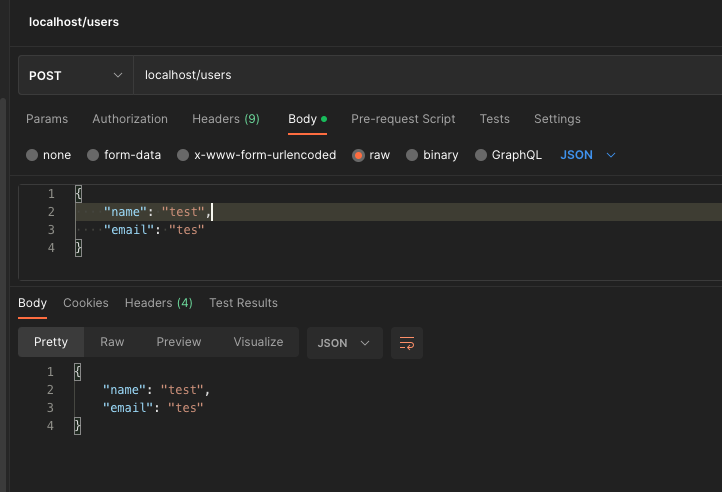 localhost/users
POST localhost/users
Params Authorization Headers (9) Body Pre-request Script Tests Settings
none form-data x-www-form-urlencoded raw binary GraphQL JSON
1 {
2 "name": "test",
3 "email": "tes"
4 }
Body Cookies Headers (4) Test Results
Pretty Raw Preview Visualize JSON
1 {
2 "name": "test",
3 "email": "tes"
4 }